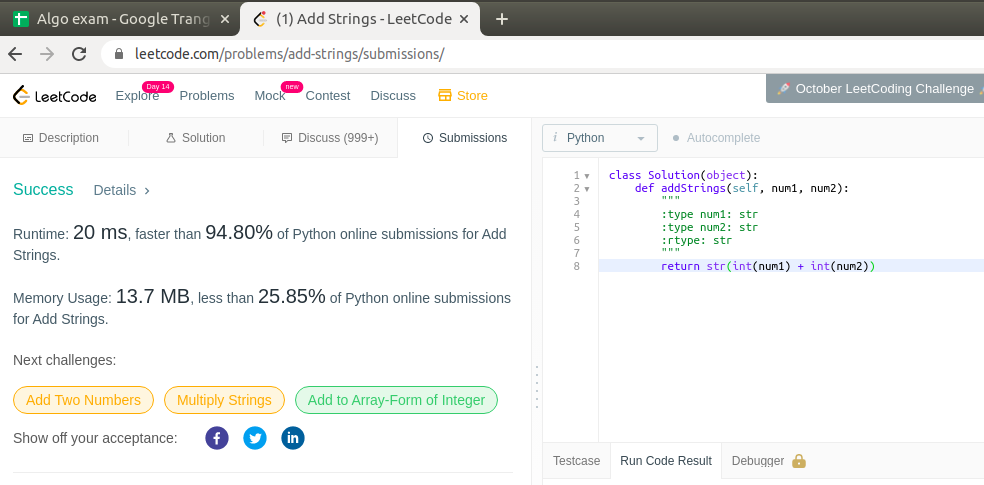 Algo exam - Google Trang
(1) Add Strings - LeetCode
leetcode.com/problems/add-strings/submissions/
LeetCode
Explore Day 14
Problems
Mock new
Contest
Discuss
Store
October LeetCoding Challenge
Description
Solution
Discuss (999+)
Submissions
Success Details >
Runtime: 20 ms, faster than 94.80% of Python online submissions for Add
Strings.
Memory Usage: 13.7 MB, less than 25.85% of Python online submissions
for Add Strings.
Next challenges:
Add Two Numbers
Multiply Strings
Add to Array-Form of Integer
Show off your acceptance:
i Python
Autocomplete
1 class Solution(object):
2 def addStrings(self, num1, num2):
3 """
4 :type num1: str
5 :type num2: str
6 :rtype: str
7 """
8 return str(int(num1) + int(num2))
Testcase
Run Code Result
Debugger